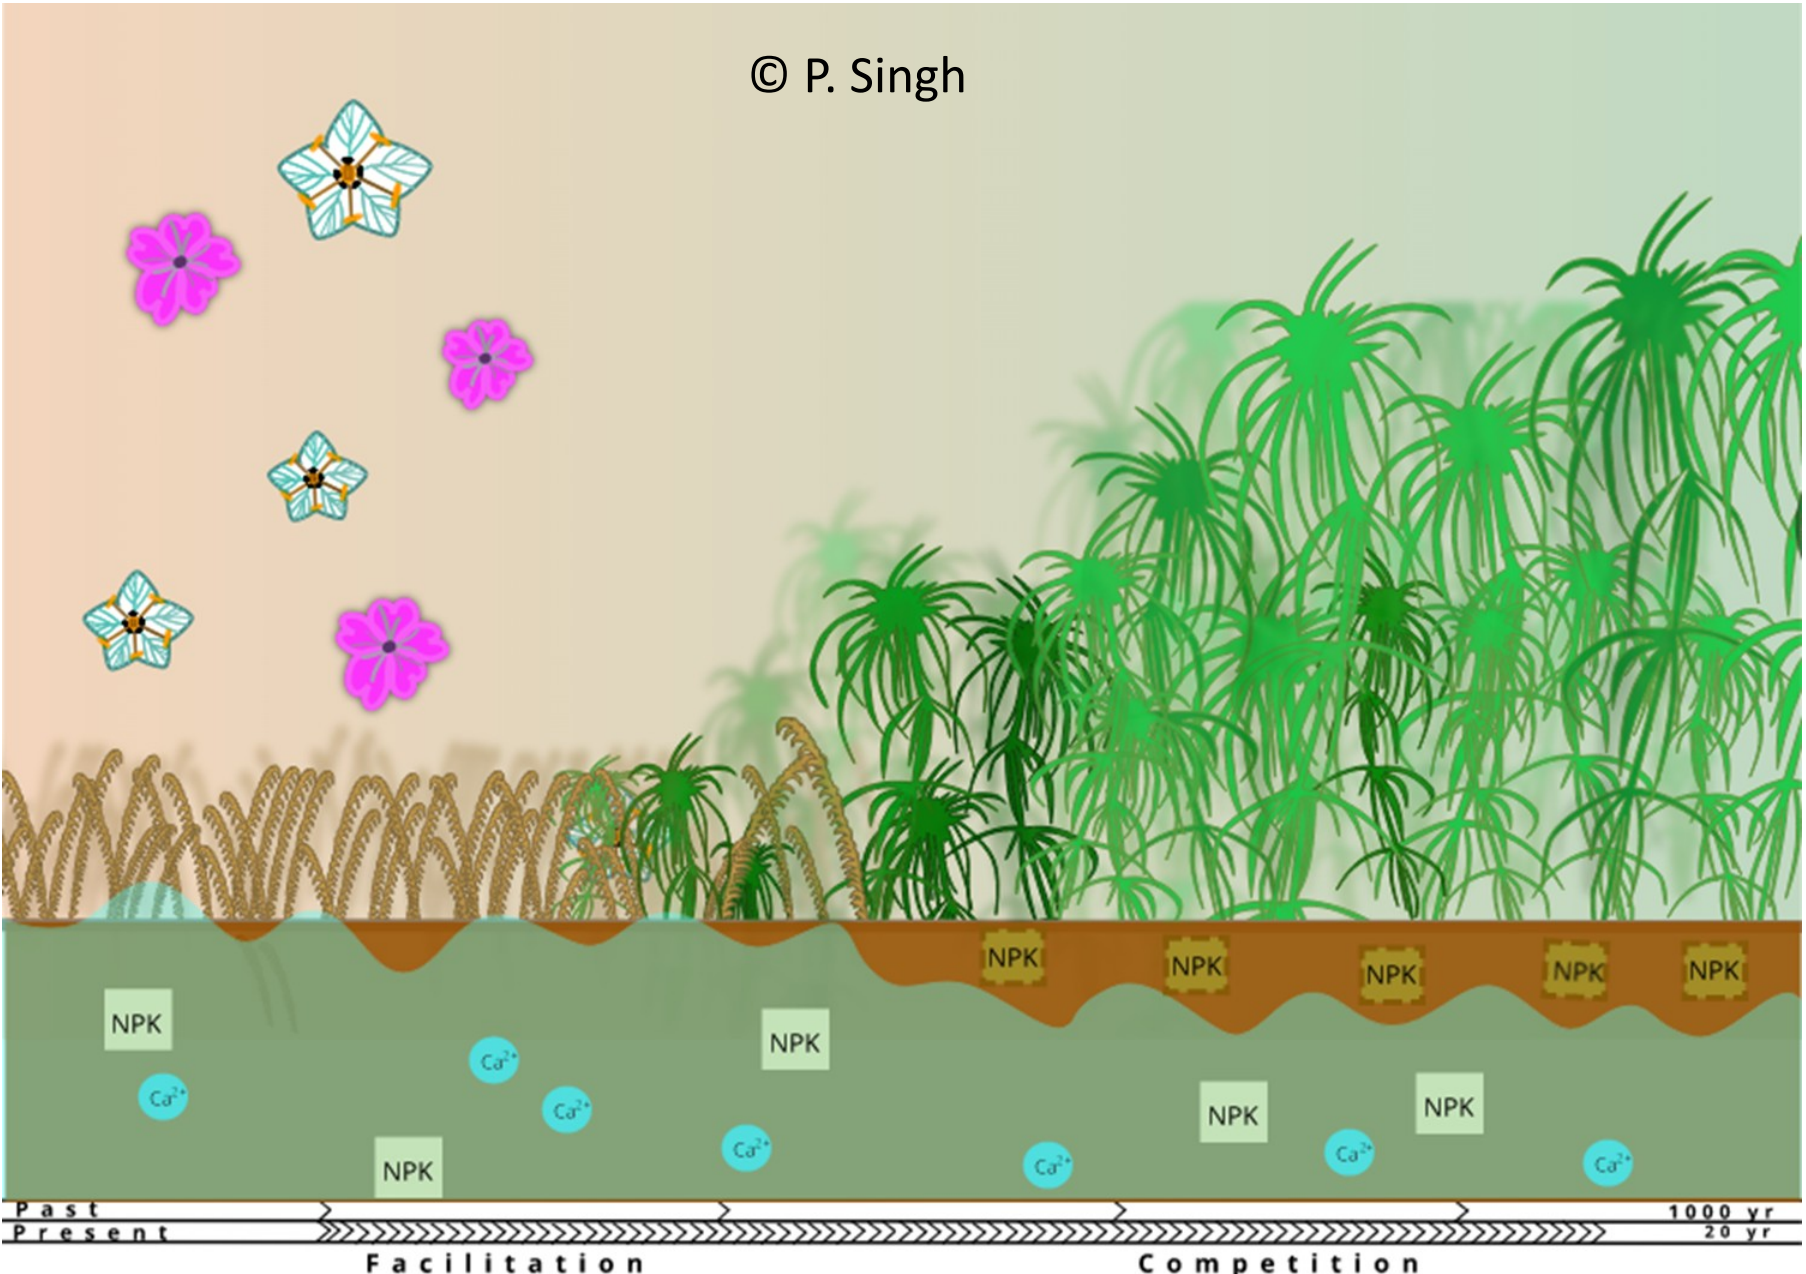 © P. Singh
NPK
NPK
NPK
NPK
NPK
NPK
NPK
Ca²⁺
Ca²⁺
Ca²⁺
NPK
NPK
NPK
Ca²⁺
Ca²⁺
Ca²⁺
Ca²⁺
NPK
Past 1000 yr
Present 20 yr
Facilitation Competition